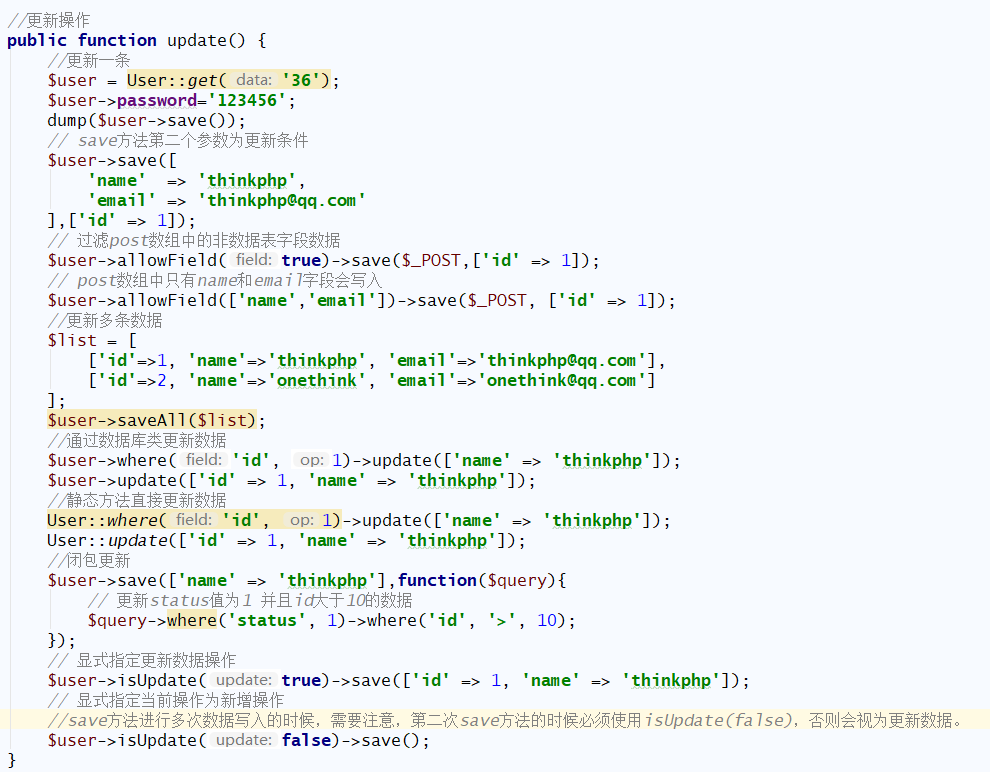 //更新操作
public function update() {
//更新一条
$user = User::get( data: '36');
$user->password='123456';
dump($user->save());
// save方法第二个参数为更新条件
$user->save([
'name'  => 'thinkphp',
'email' => 'thinkphp@qq.com'
],['id' => 1]);
// 过滤post数组中的非数据表字段数据
$user->allowField( field: true)->save($_POST,['id' => 1]);
// post数组中只有name和email字段会写入
$user->allowField(['name','email'])->save($_POST, ['id' => 1]);
//更新多条数据
$list = [
['id'=>1, 'name'=>'thinkphp', 'email'=>'thinkphp@qq.com'],
['id'=>2, 'name'=>'onethink', 'email'=>'onethink@qq.com']
];
$user->saveAll($list);
//通过数据库类更新数据
$user->where( field: 'id', op: 1)->update(['name' => 'thinkphp']);
$user->update(['id' => 1, 'name' => 'thinkphp']);
//静态方法直接更新数据
User::where( field: 'id', op: 1)->update(['name' => 'thinkphp']);
User::update(['id' => 1, 'name' => 'thinkphp']);
//闭包更新
$user->save(['name' => 'thinkphp'],function($query){
// 更新status值为1 并且id大于10的数据
$query->where('status', 1)->where('id', '>', 10);
});
// 显式指定更新数据操作
$user->isUpdate( update: true)->save(['id' => 1, 'name' => 'thinkphp']);
// 显式指定当前操作为新增操作
//save方法进行多次数据写入的时候，需要注意，第二次save方法的时候必须使用isUpdate(false)，否则会视为更新数据。
$user->isUpdate( update: false)->save();
}